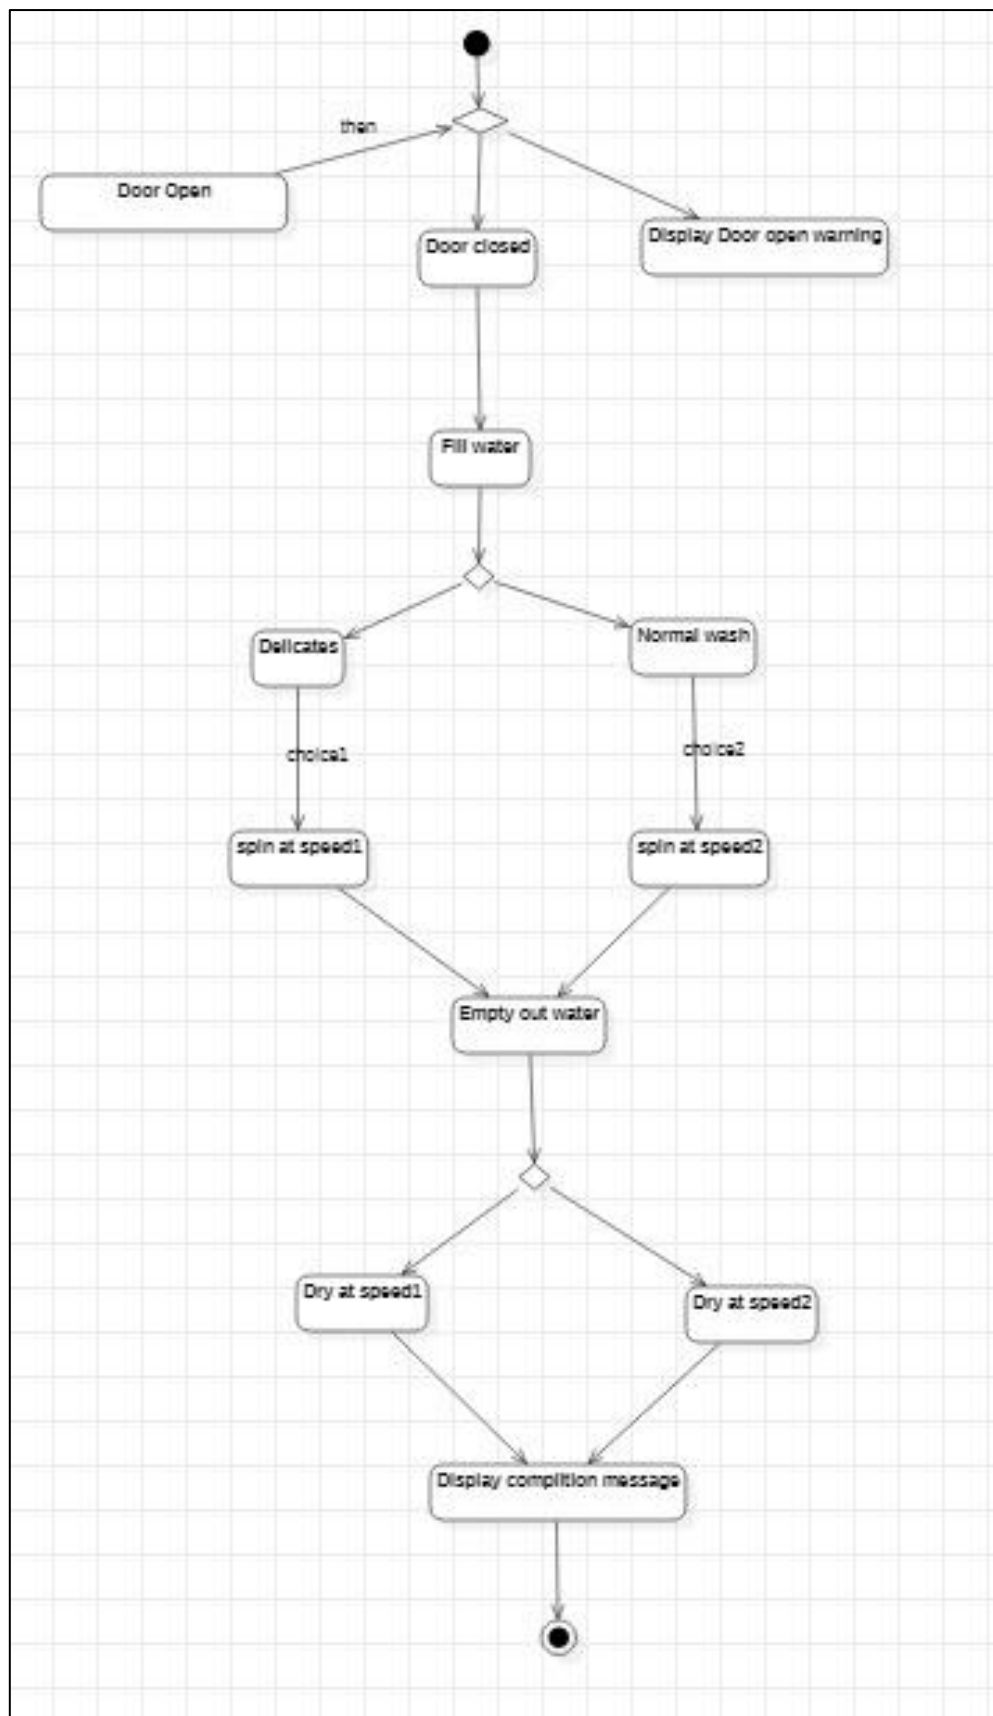 then
Door Open
Door closed
Display Door open warning
Fill water
Delicates
Normal wash
choice1
choice2
spin at speed1
spin at speed2
Empty out water
Dry at speed1
Dry at speed2
Display complition message